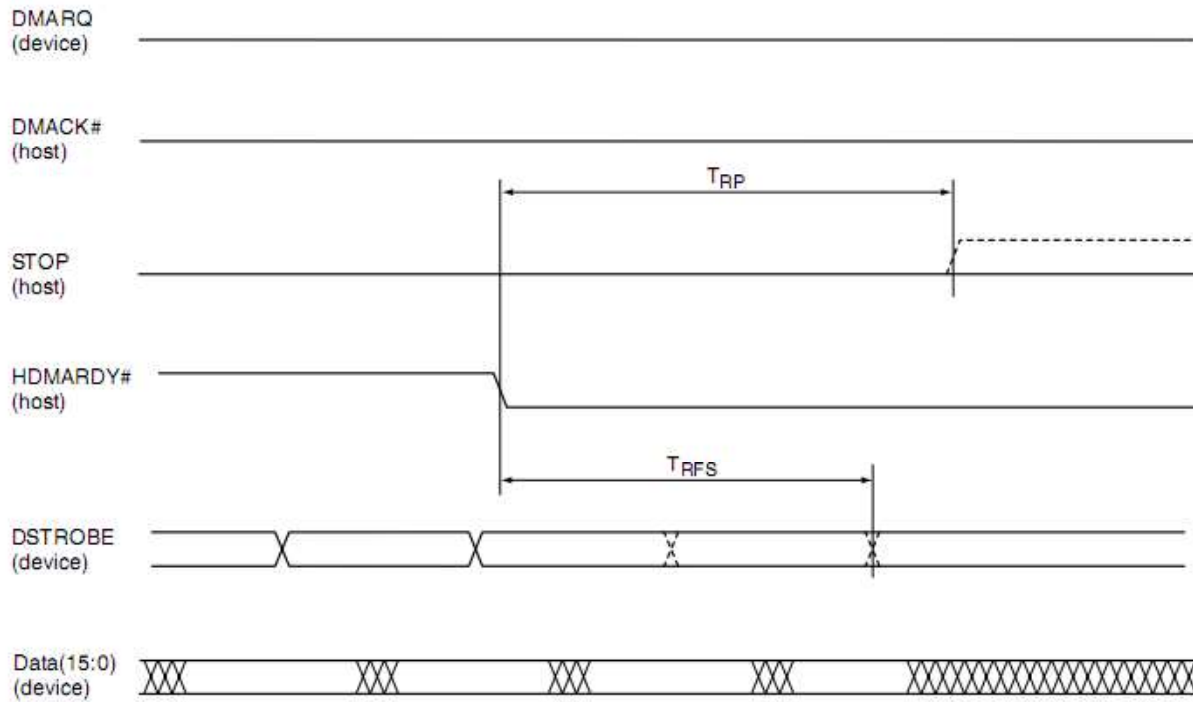 DMARQ
(device)
DMACK#
(host)
TRP
STOP
(host)
HDMARDY#
(host)
TRFS
DSTROBE
(device)
Data(15:0)
(device)